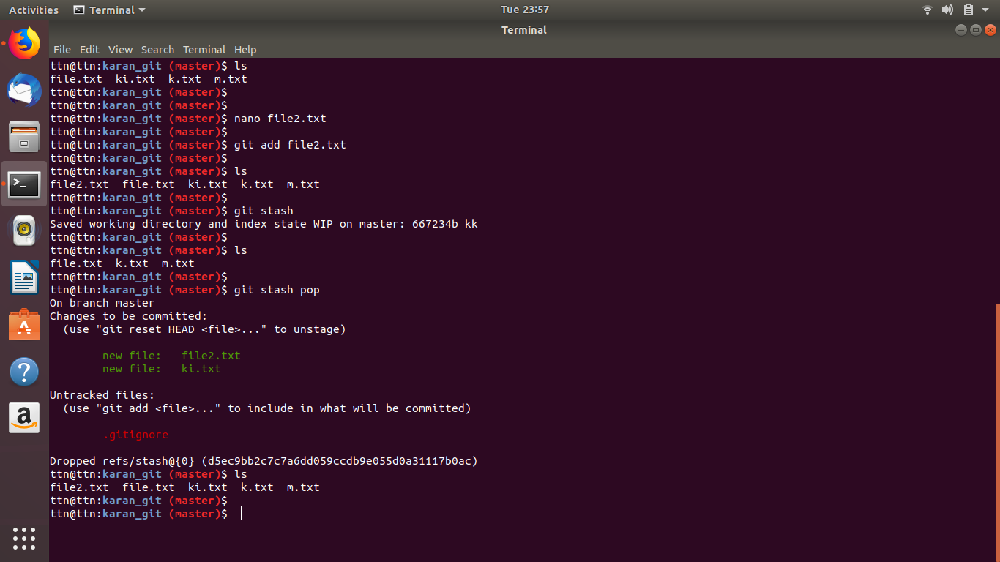 Activities Terminal Tue 23:57
Terminal
File Edit View Search Terminal Help
ttn@ttn:karan_git (master)$ ls
file.txt  ki.txt  k.txt  m.txt
ttn@ttn:karan_git (master)$
ttn@ttn:karan_git (master)$
ttn@ttn:karan_git (master)$ nano file2.txt
ttn@ttn:karan_git (master)$
ttn@ttn:karan_git (master)$ git add file2.txt
ttn@ttn:karan_git (master)$
ttn@ttn:karan_git (master)$ ls
file2.txt  file.txt  ki.txt  k.txt  m.txt
ttn@ttn:karan_git (master)$
ttn@ttn:karan_git (master)$ git stash
Saved working directory and index state WIP on master: 667234b kk
ttn@ttn:karan_git (master)$
ttn@ttn:karan_git (master)$ ls
file.txt  k.txt  m.txt
ttn@ttn:karan_git (master)$
ttn@ttn:karan_git (master)$ git stash pop
On branch master
Changes to be committed:
  (use "git reset HEAD <file>..." to unstage)
        new file:   file2.txt
        new file:   ki.txt
Untracked files:
  (use "git add <file>..." to include in what will be committed)
        .gitignore
Dropped refs/stash@{0} (d5ec9bb2c7c7a6dd059ccdb9e055d0a31117b0ac)
ttn@ttn:karan_git (master)$ ls
file2.txt  file.txt  ki.txt  k.txt  m.txt
ttn@ttn:karan_git (master)$
ttn@ttn:karan_git (master)$